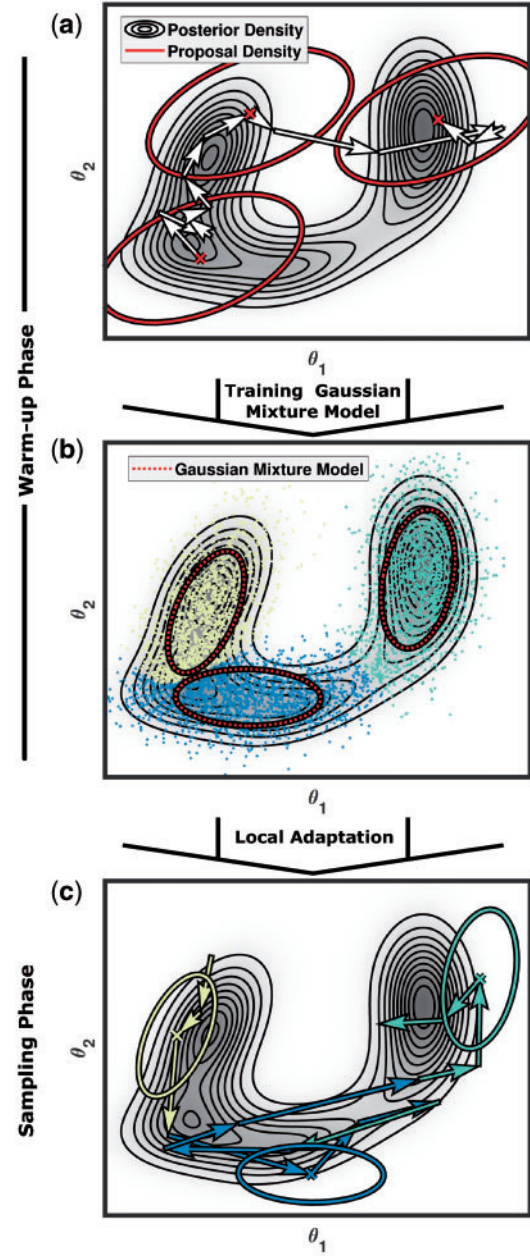 (a)
Posterior Density
Proposal Density
θ2
θ1
Warm-up Phase
Training Gaussian
Mixture Model
(b)
Gaussian Mixture Model
θ2
θ1
Local Adaptation
(c)
Sampling Phase
θ2
θ1